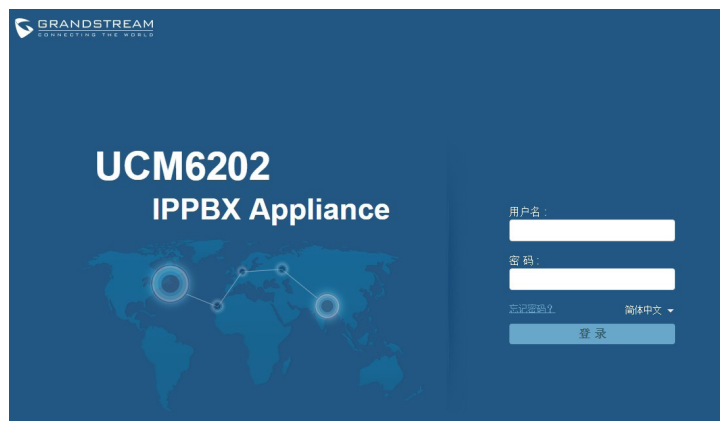 GRANDSTREAM
CONNECTING THE WORLD
UCM6202
IPPBX Appliance
用户名 :
密 码 :
忘记密码?
简体中文
登 录